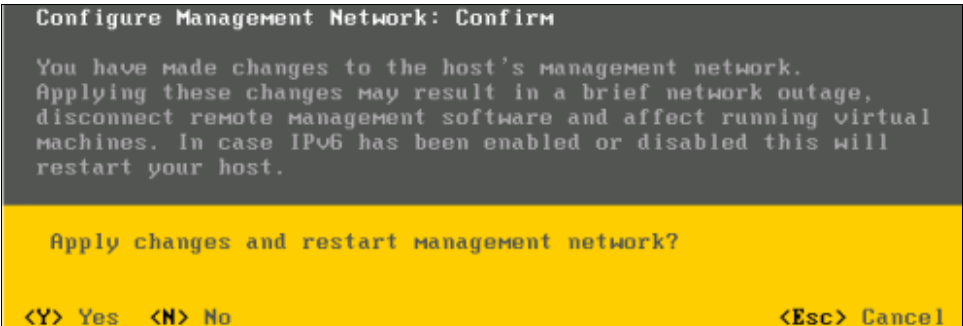 Configure Management Network: Confirm
You have made changes to the host's management network.
Applying these changes may result in a brief network outage,
disconnect remote management software and affect running virtual
machines. In case IPv6 has been enabled or disabled this will
restart your host.
Apply changes and restart management network?
<Y> Yes <N> No <Esc> Cancel